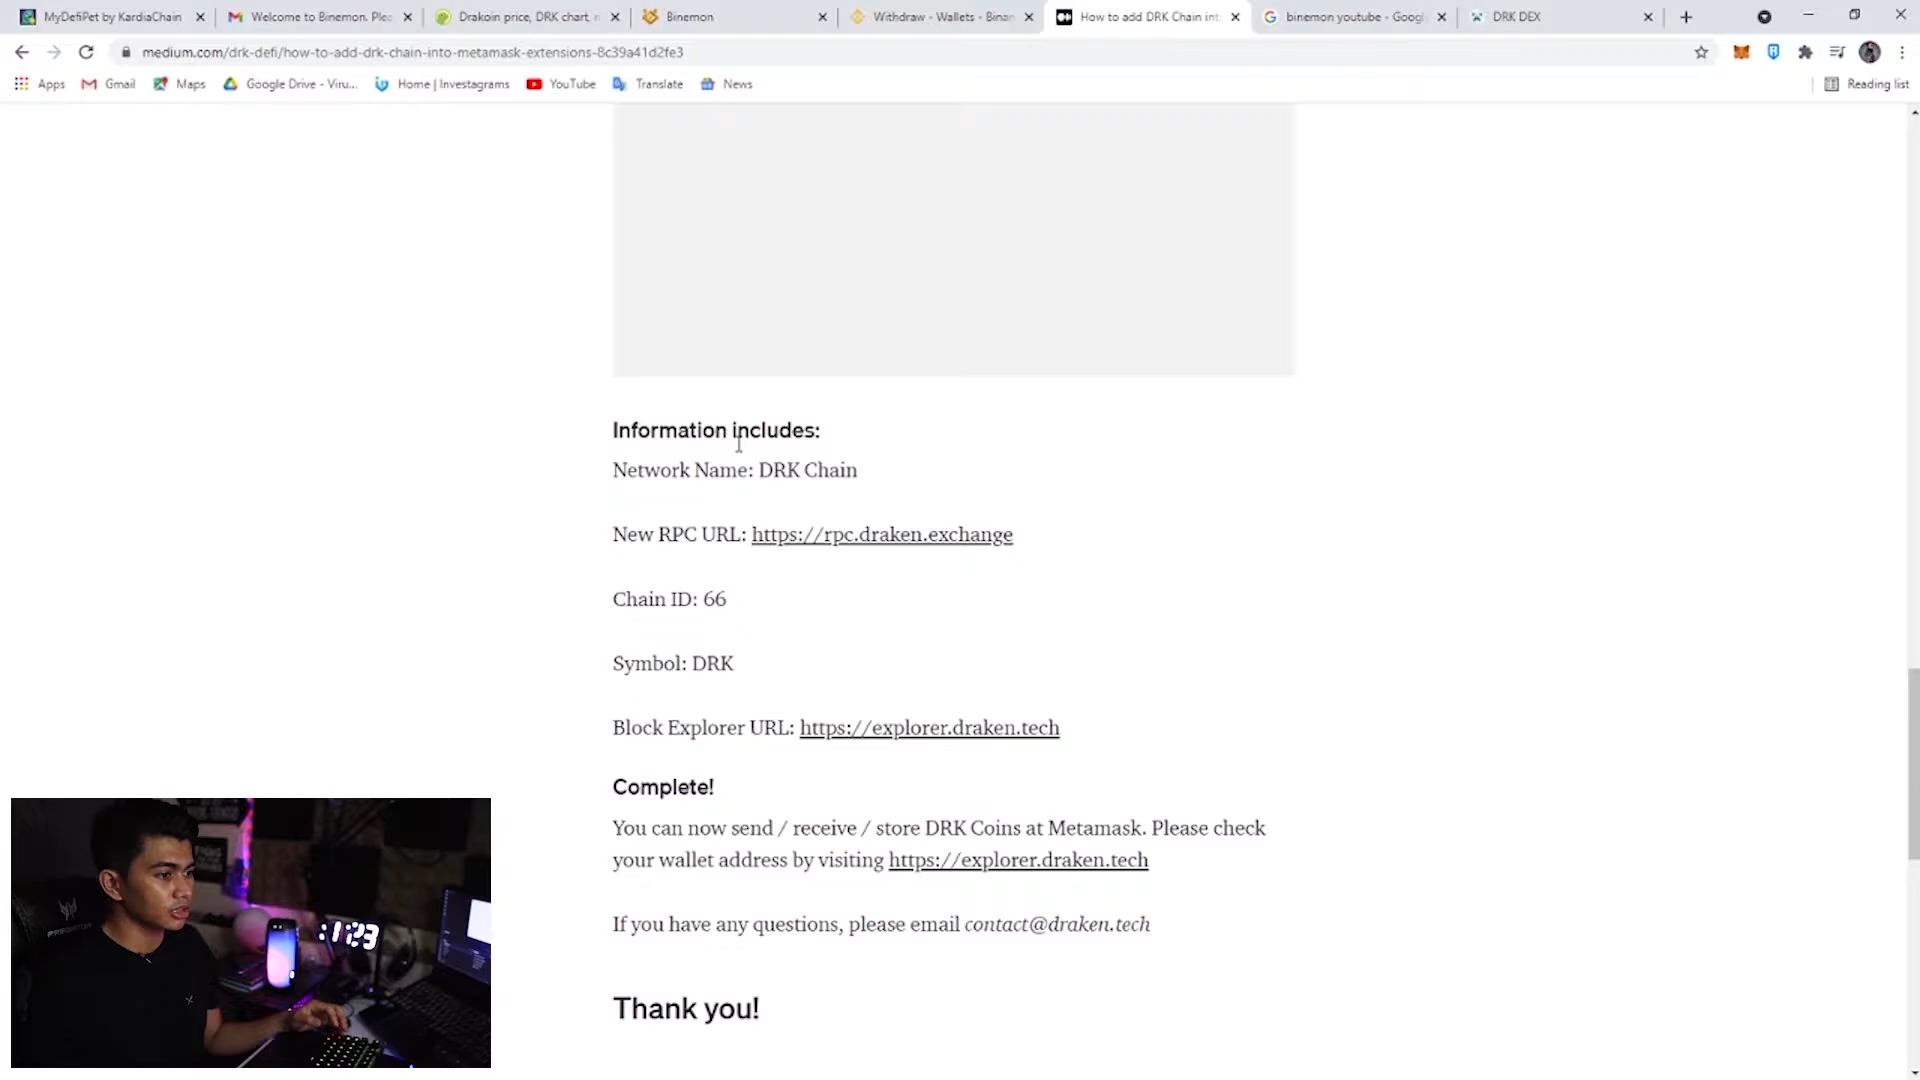 MyDefiPet by KardiaChain
Welcome to Binemon. Plea
Drakoin price, DRK chart,
Binemon
Withdraw - Wallets - Binan
How to add DRK Chain int
binemon youtube - Googl
DRK DEX
medium.com/drk-defi/how-to-add-drk-chain-into-metamask-extensions-8c39a41d2fe3
Apps
Gmail
Maps
Google Drive - Viru...
Home | Investagrams
YouTube
Translate
News
Reading list
Information includes:
Network Name: DRK Chain
New RPC URL: https://rpc.draken.exchange
Chain ID: 66
Symbol: DRK
Block Explorer URL: https://explorer.draken.tech
Complete!
You can now send / receive / store DRK Coins at Metamask. Please check
your wallet address by visiting https://explorer.draken.tech
If you have any questions, please email contact@draken.tech
Thank you!
PREDATOR
:1123